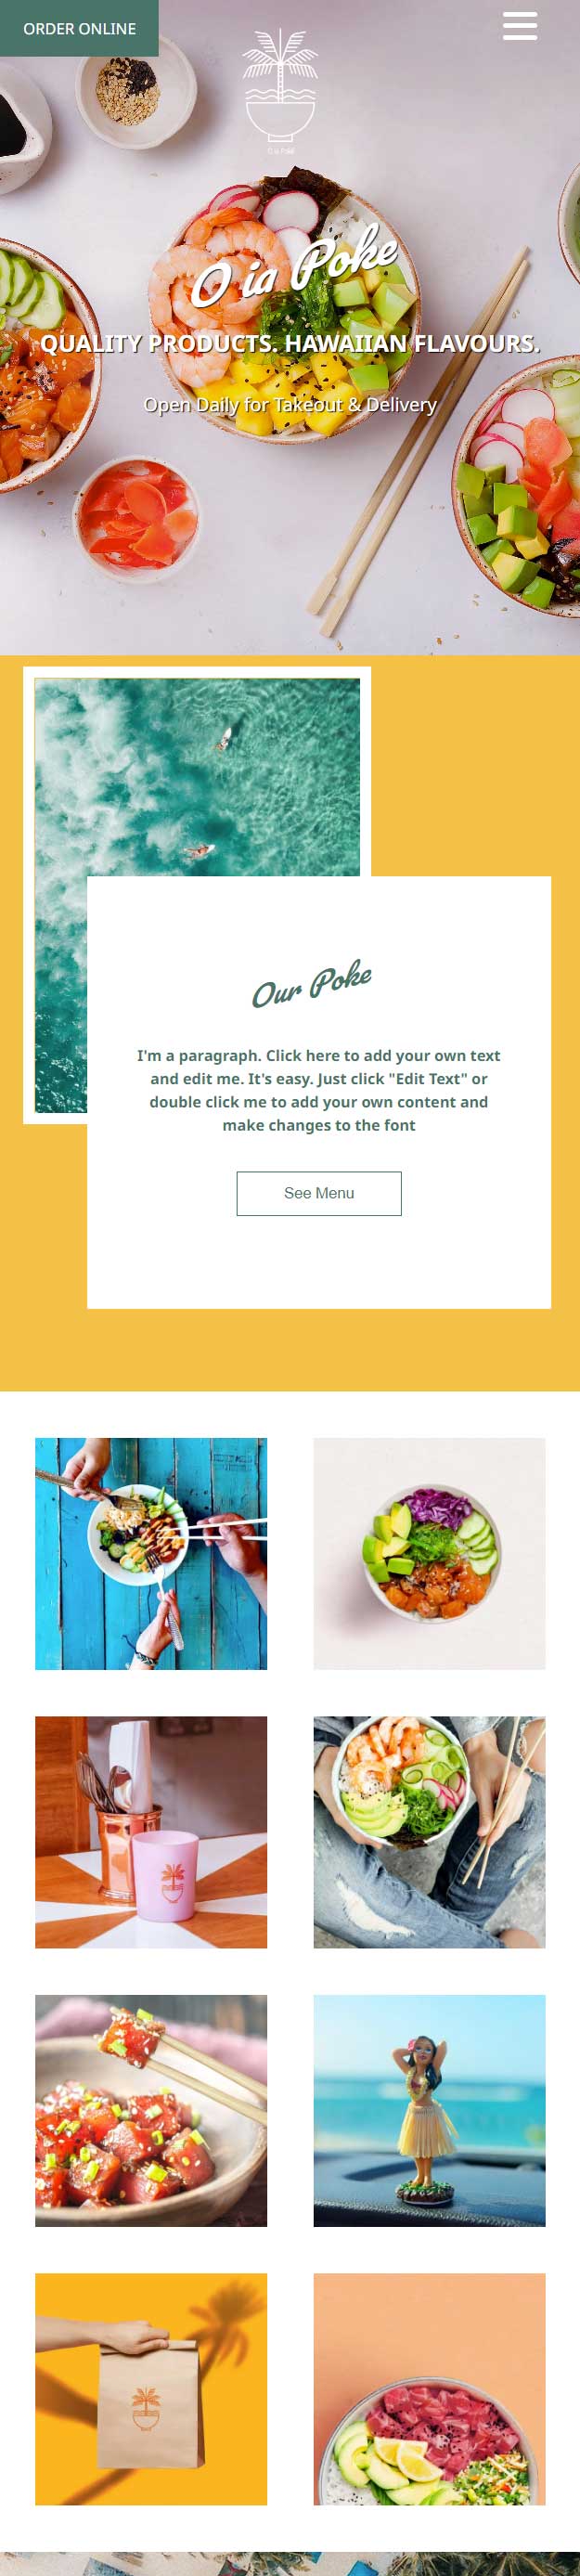 ORDER ONLINE
O ia Poke
O ia Poke
QUALITY PRODUCTS. HAWAIIAN FLAVOURS.
Open Daily for Takeout & Delivery
Our Poke
I'm a paragraph. Click here to add your own text
and edit me. It's easy. Just click "Edit Text" or
double click me to add your own content and
make changes to the font
See Menu